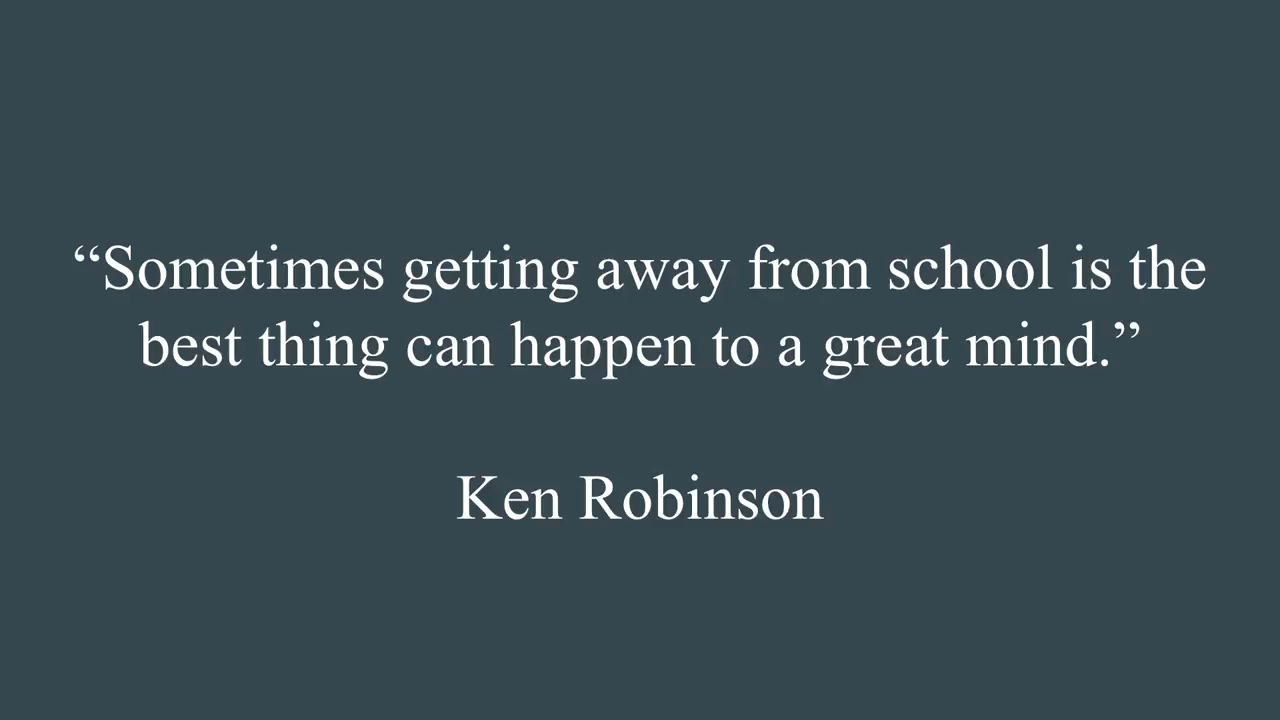 “Sometimes getting away from school is the
best thing can happen to a great mind.”
Ken Robinson